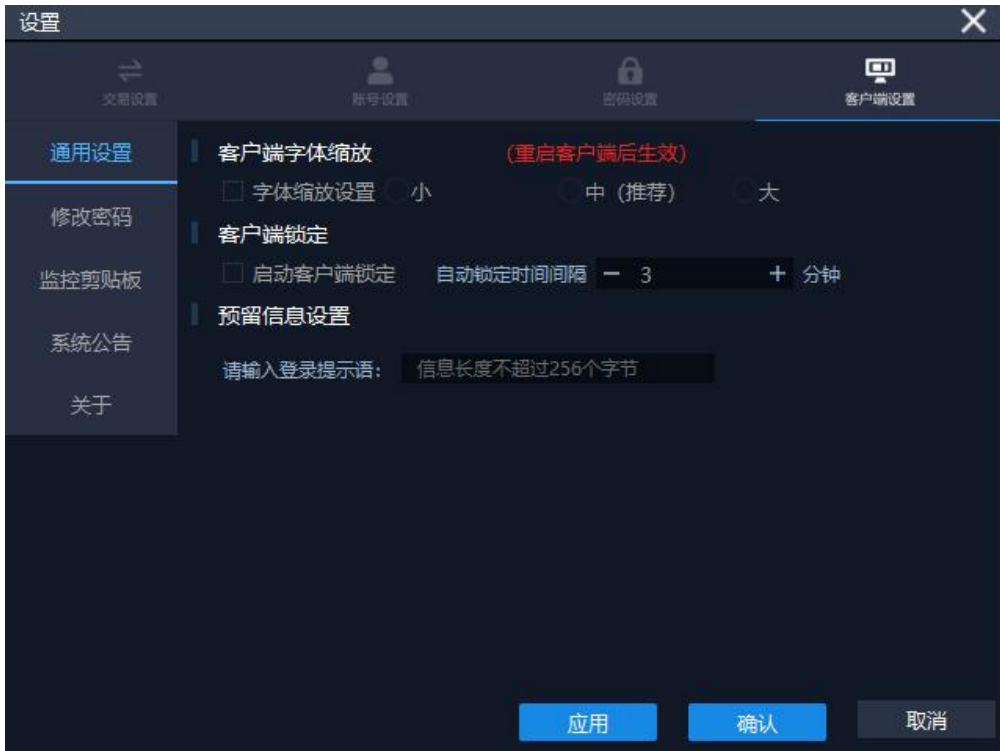 设置
交易设置 账号设置 密码设置 客户端设置
通用设置
修改密码
监控剪贴板
系统公告
关于
客户端字体缩放 (重启客户端后生效)
字体缩放设置 小 中 (推荐) 大
客户端锁定
启动客户端锁定 自动锁定时间间隔 − 3 + 分钟
预留信息设置
请输入登录提示语: 信息长度不超过256个字节
应用 确认 取消